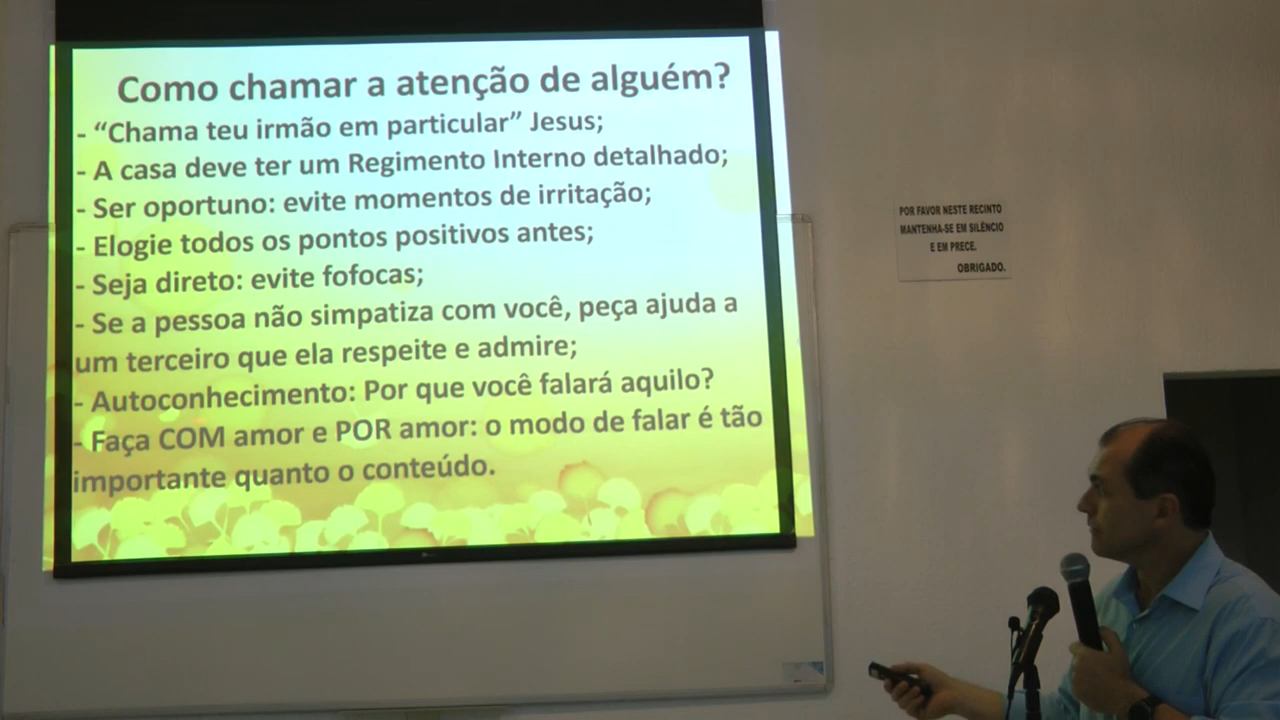 Como chamar a atenção de alguém?
- “Chama teu irmão em particular” Jesus;
- A casa deve ter um Regimento Interno detalhado;
- Ser oportuno: evite momentos de irritação;
- Elogie todos os pontos positivos antes;
- Seja direto: evite fofocas;
- Se a pessoa não simpatiza com você, peça ajuda a
um terceiro que ela respeite e admire;
- Autoconhecimento: Por que você falará aquilo?
- Faça COM amor e POR amor: o modo de falar é tão
importante quanto o conteúdo.
POR FAVOR NESTE RECINTO
MANTENHA-SE EM SILÊNCIO
E EM PRECE.
OBRIGADO.